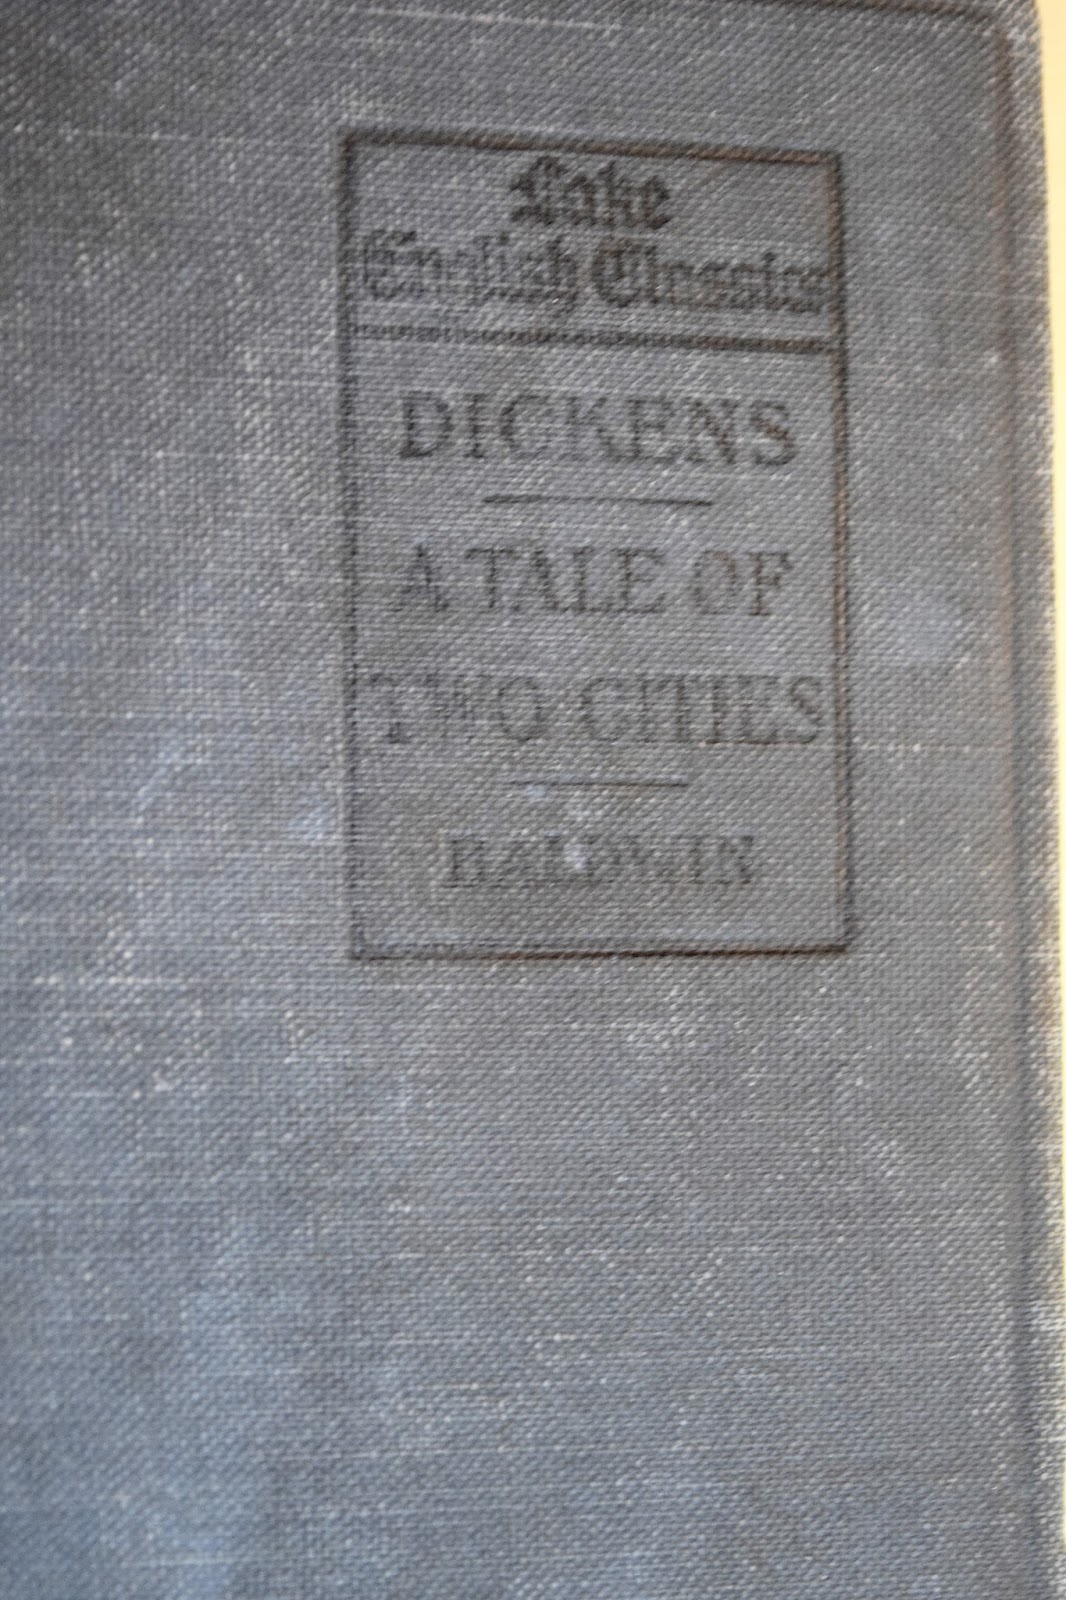 Lake
English Classics
DICKENS
A TALE OF
TWO CITIES
BALDWIN